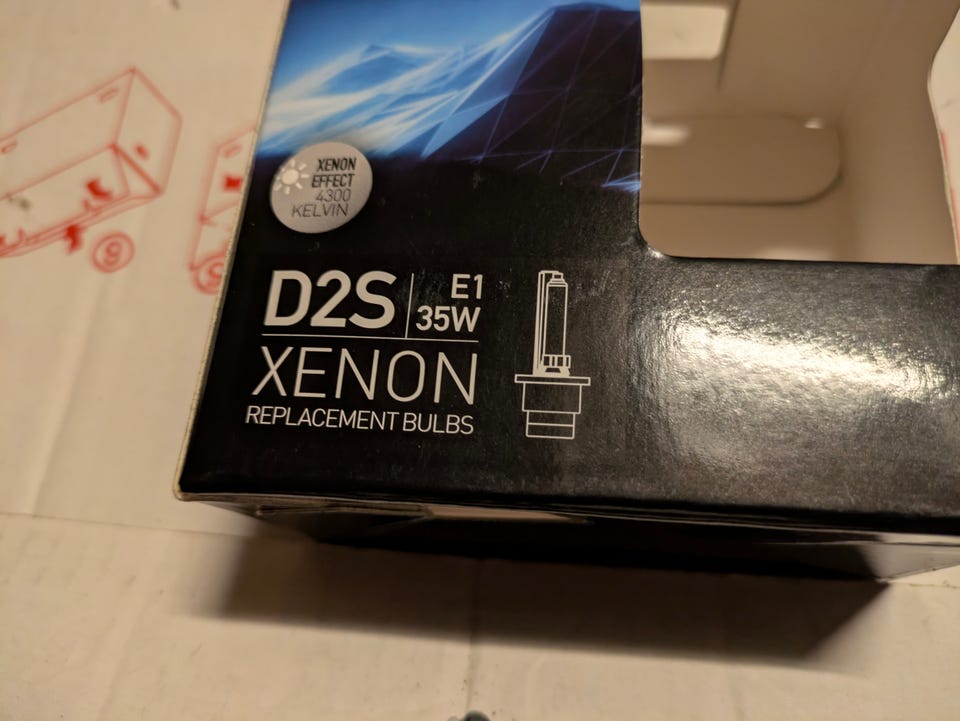 XENON
EFFECT
4300
KELVIN
D2S
E1
35W
XENON
REPLACEMENT BULBS